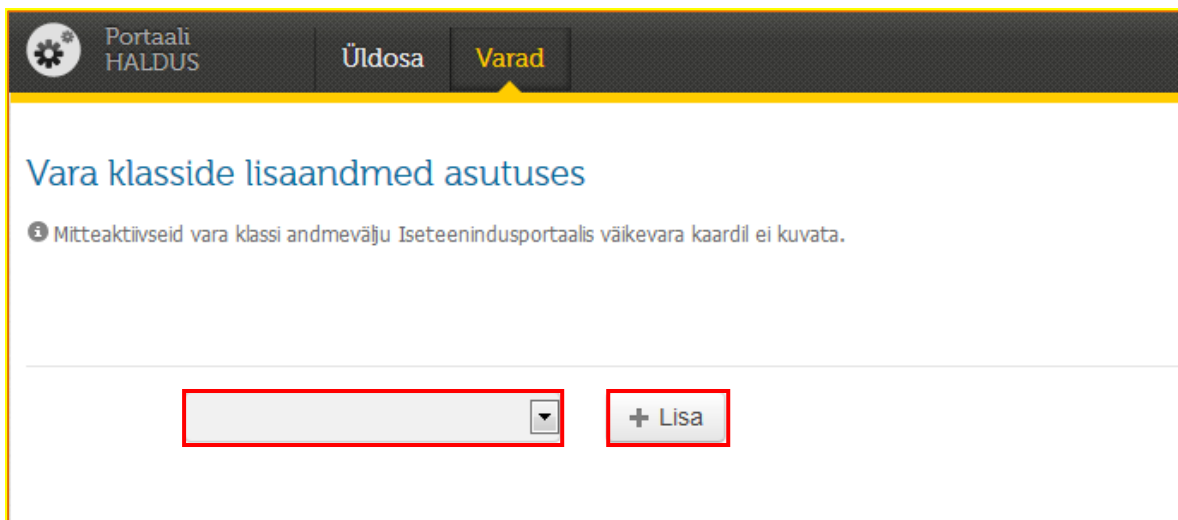 Portaali
HALDUS
Üldosa
Varad
Vara klasside lisaandmed asutuses
Mitteaktiivseid vara klassi andmevälju Iseteenindusportaalis väikevara kaardil ei kuvata.
+ Lisa